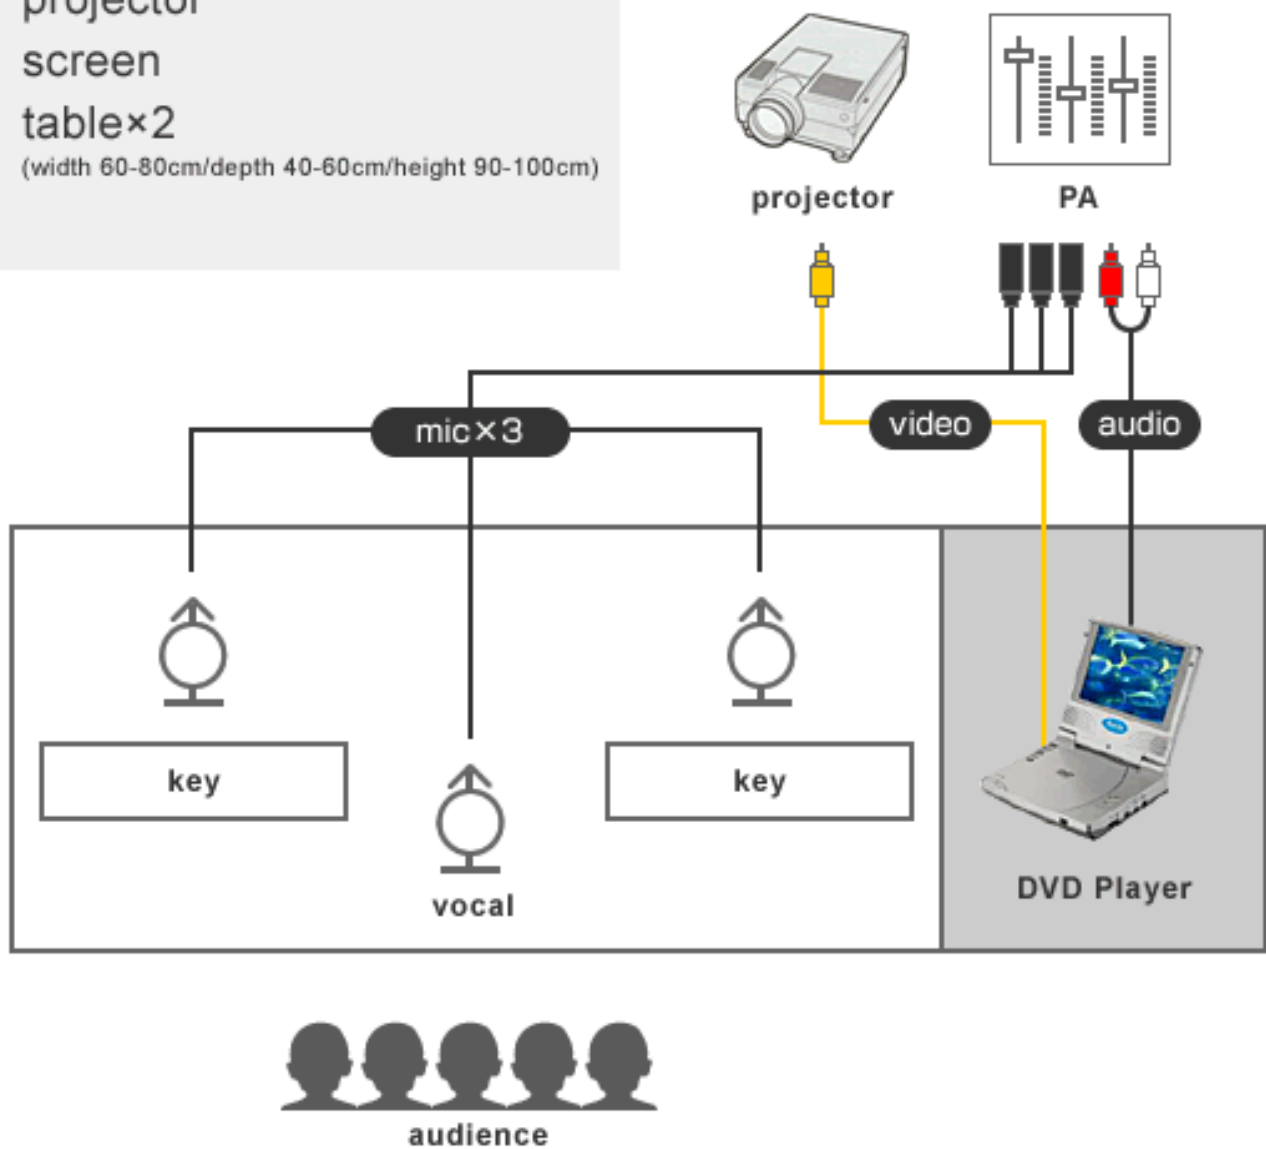 projector
screen
table×2
(width 60-80cm/depth 40-60cm/height 90-100cm)
projector
PA
mic×3
video
audio
key
key
vocal
DVD Player
audience